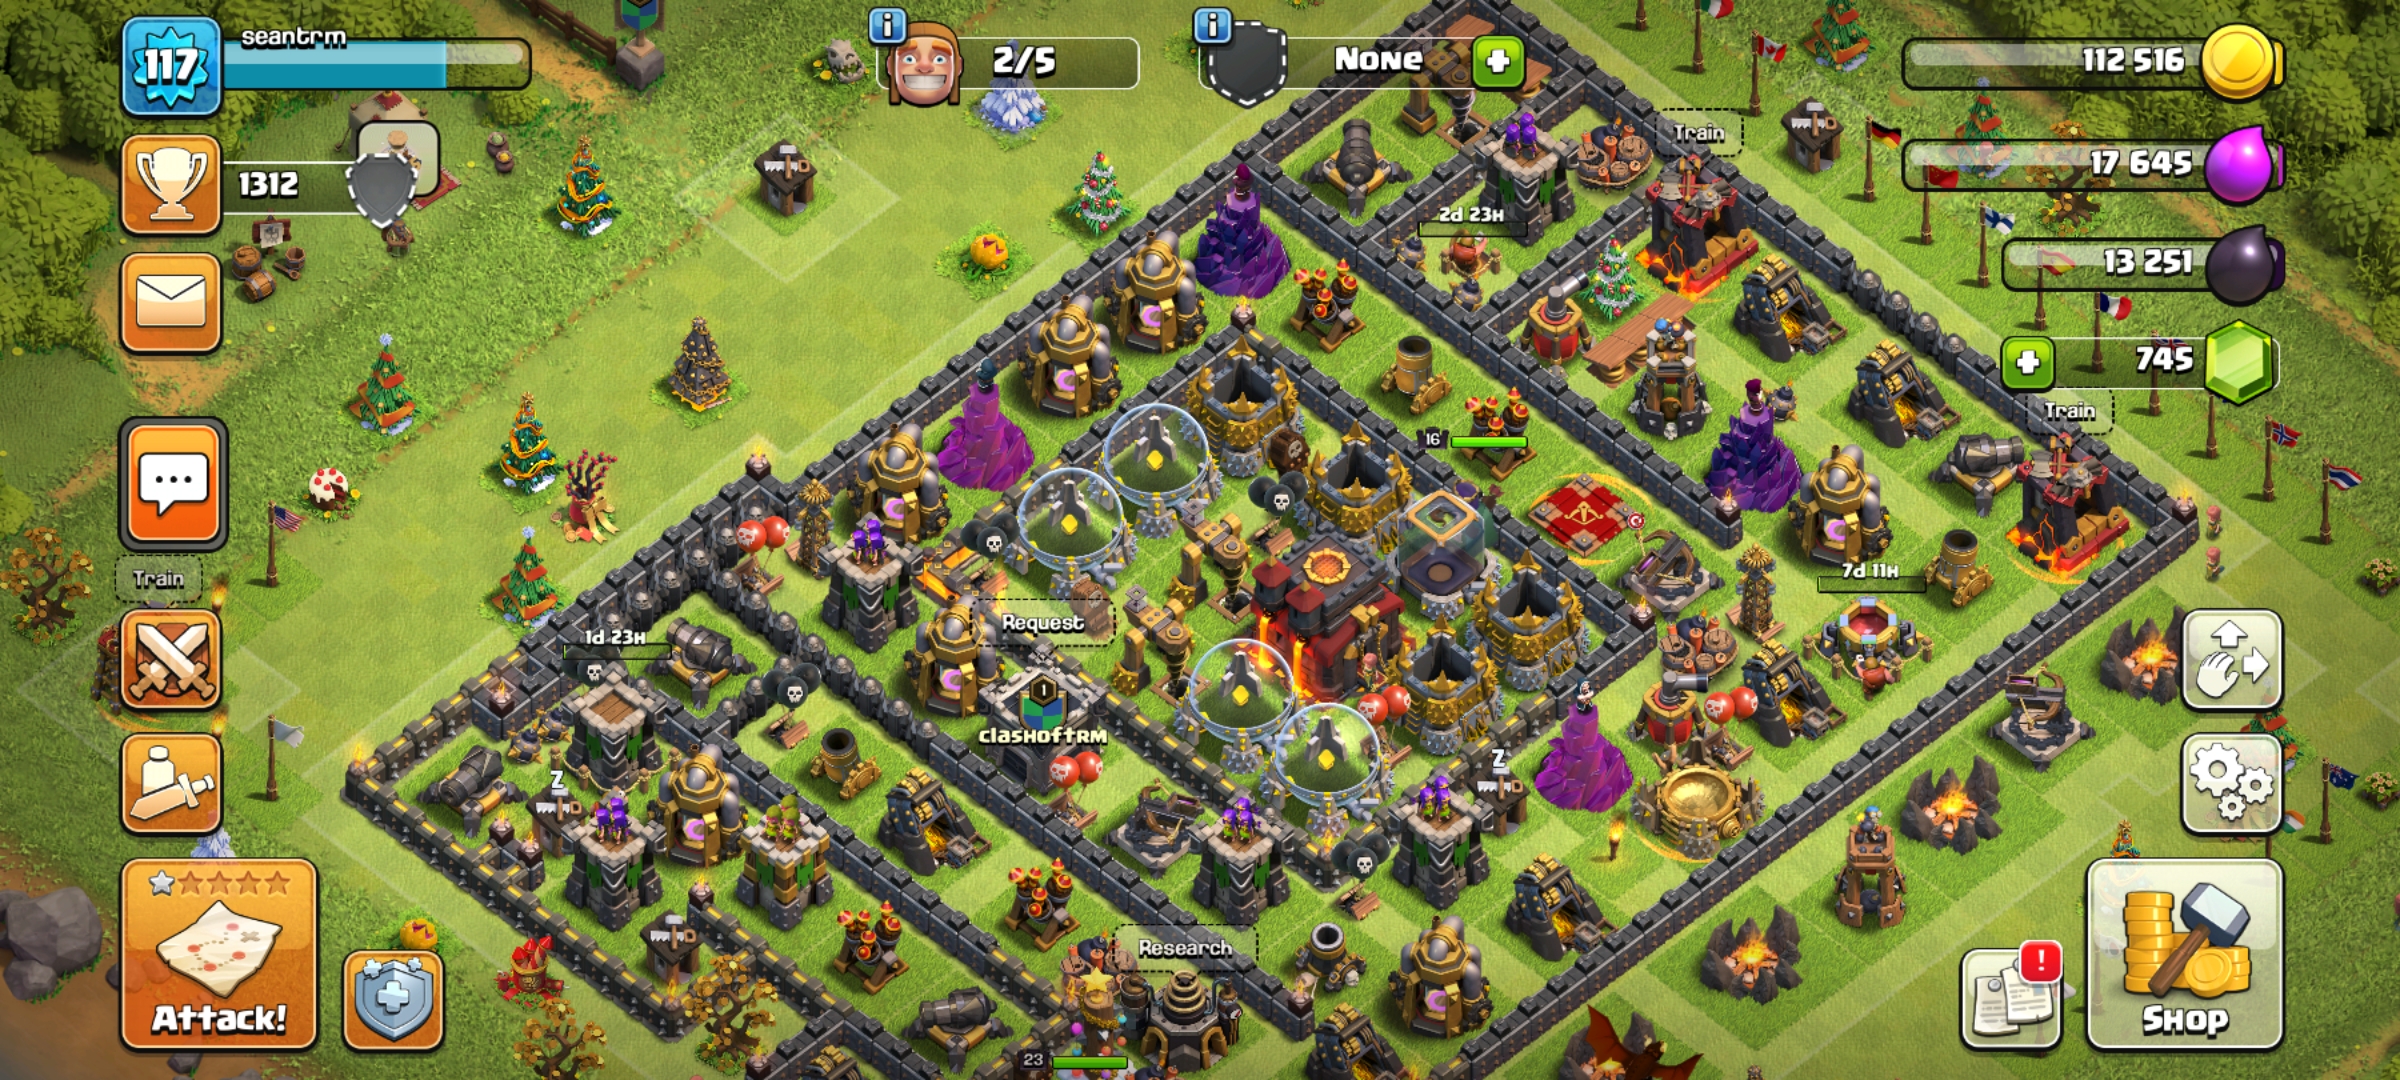 117
seantrm
2/5
None
112 516
17 645
13 251
745
1312
Train
Train
Train
2d 23h
16
7d 11h
1d 23h
Request
1
clashoftrm
Z
Z
Research
23
Attack!
!
Shop